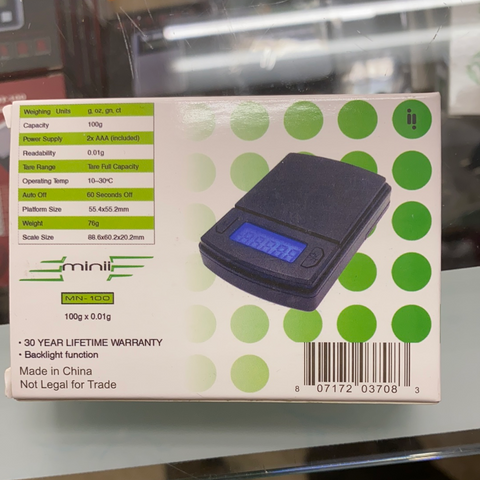 Weighing Units g, oz, gn, ct
Capacity 100g
Power Supply 2x AAA (included)
Readability 0.01g
Tare Range Tare Full Capacity
Operating Temp 10–30ºC
Auto Off 60 Seconds Off
Platform Size 55.4x55.2mm
Weight 76g
Scale Size 88.6x60.2x20.2mm
minii
MN-100
100g x 0.01g
• 30 YEAR LIFETIME WARRANTY
• Backlight function
Made in China
Not Legal for Trade
8 07172 03708 3